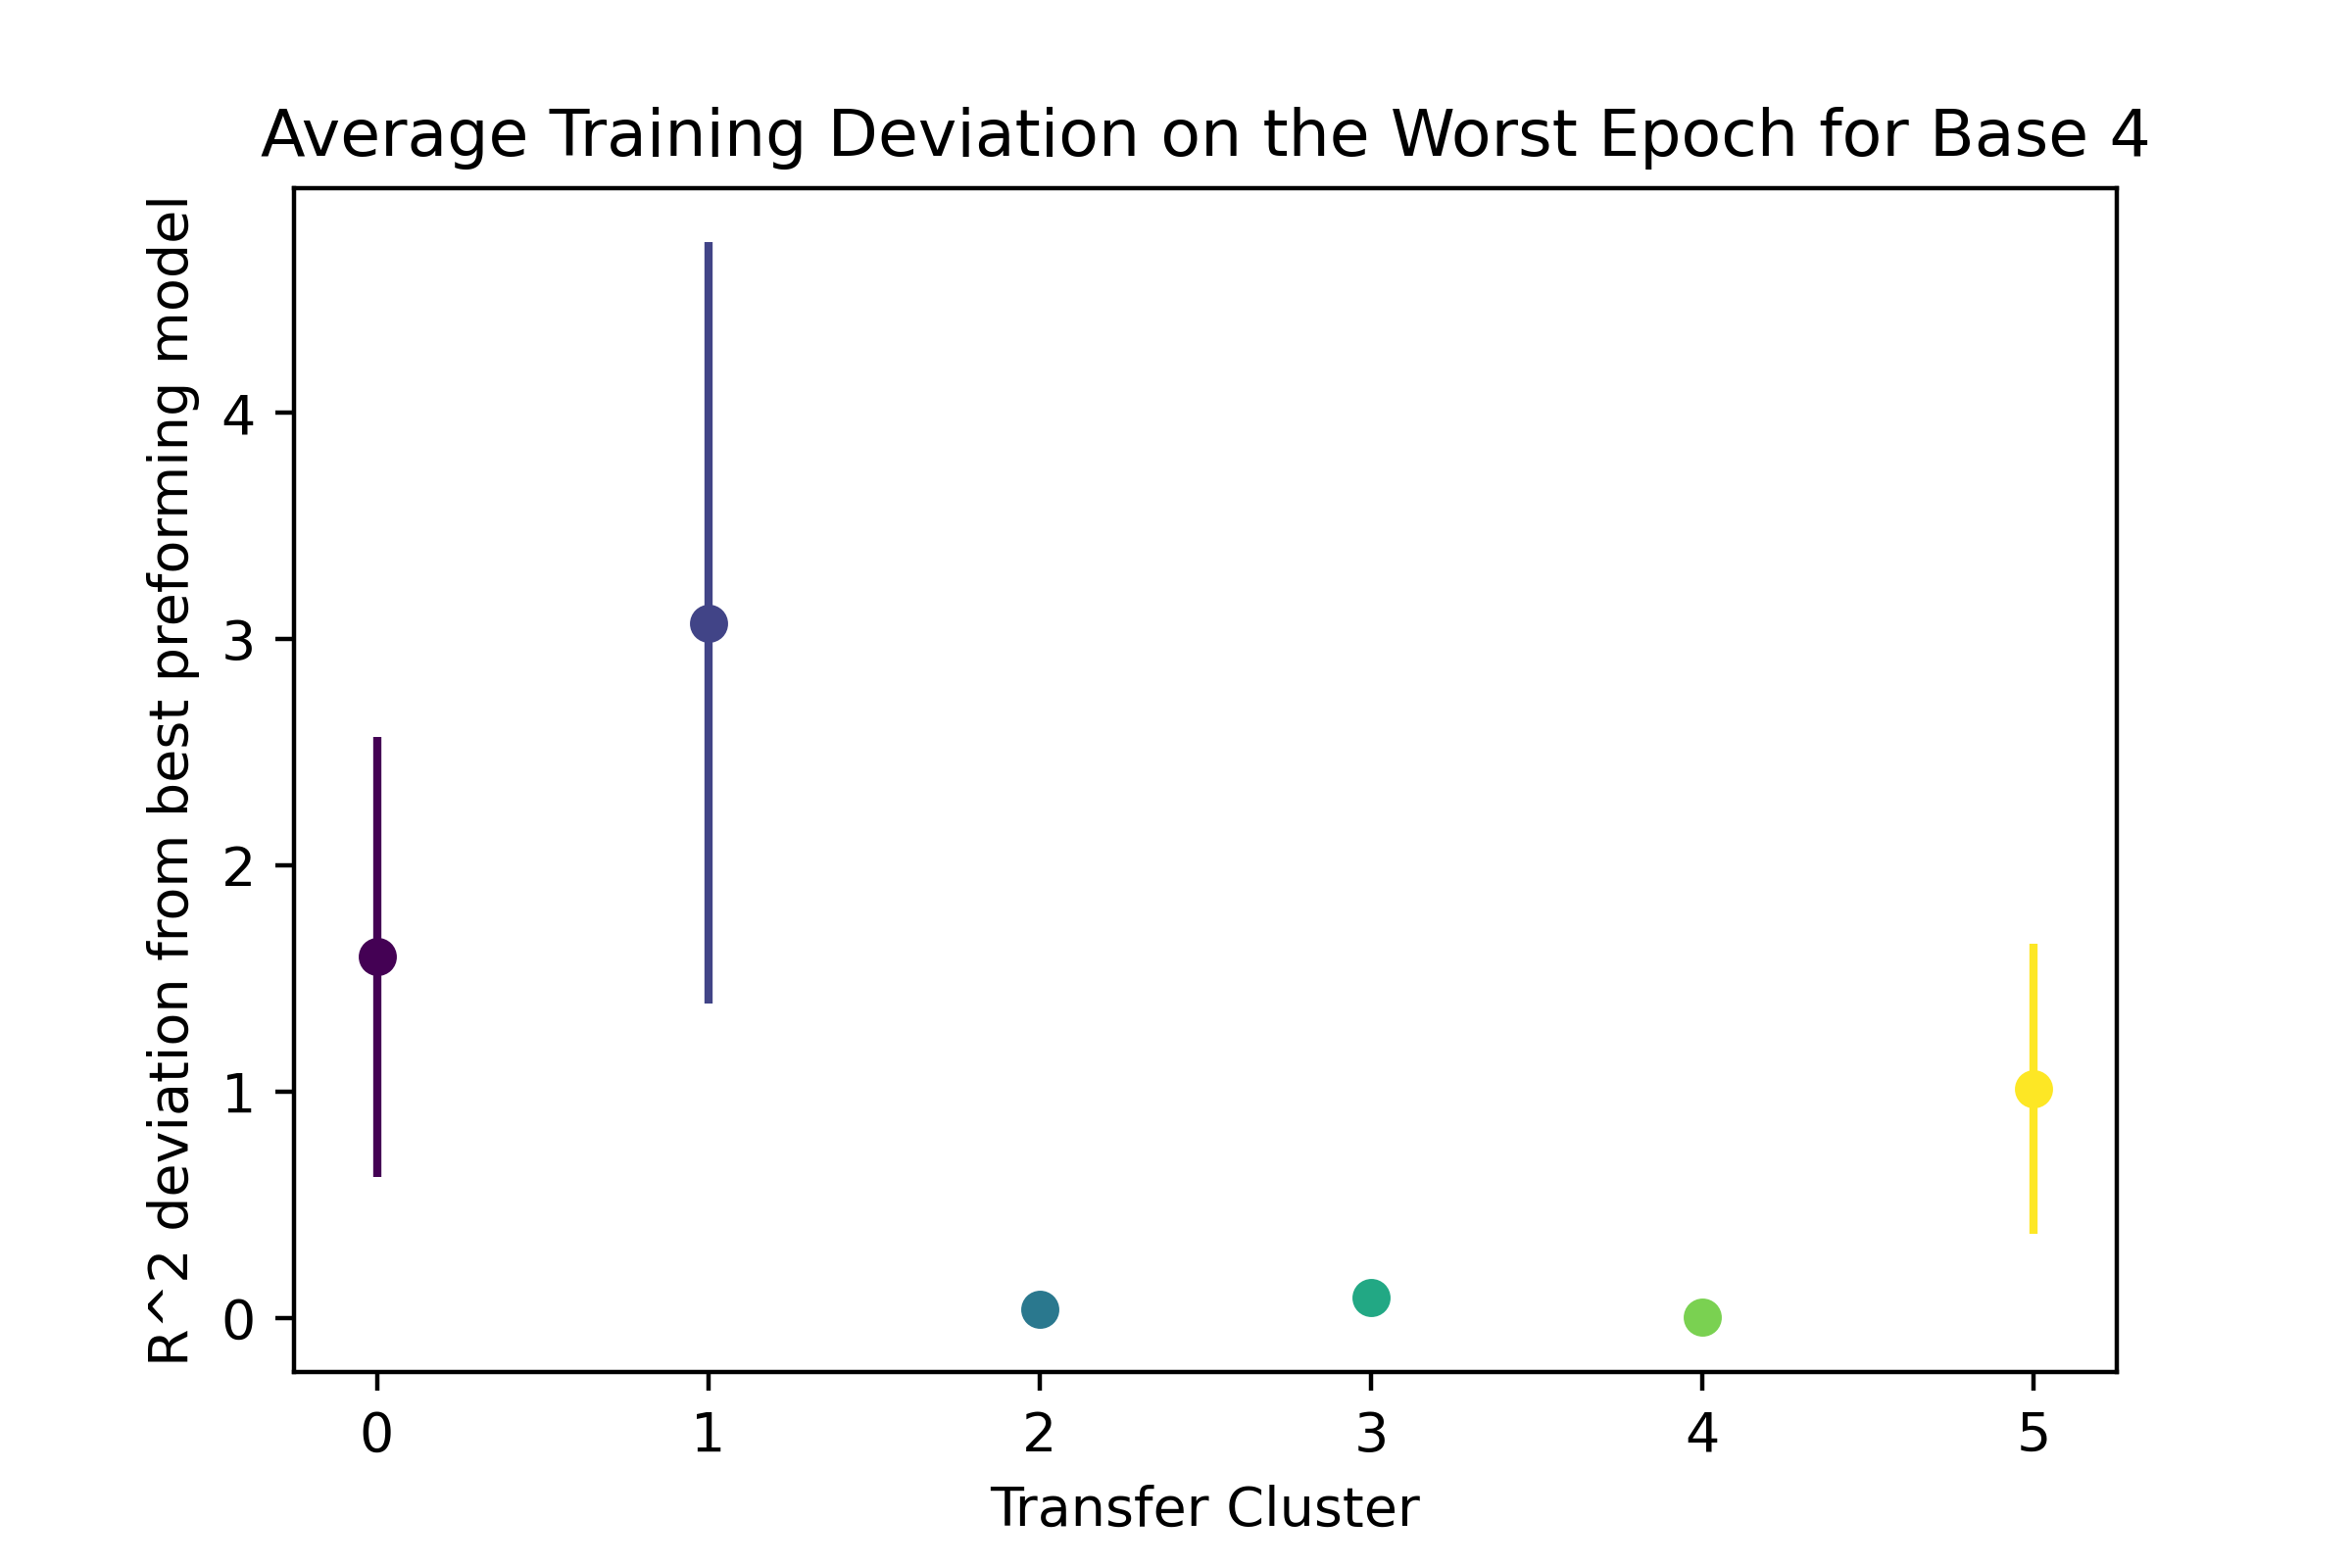 Average Training Deviation on the Worst Epoch for Base 4
R^2 deviation from best preforming model
4
3
2
1
0
0 1 2 3 4 5
Transfer Cluster